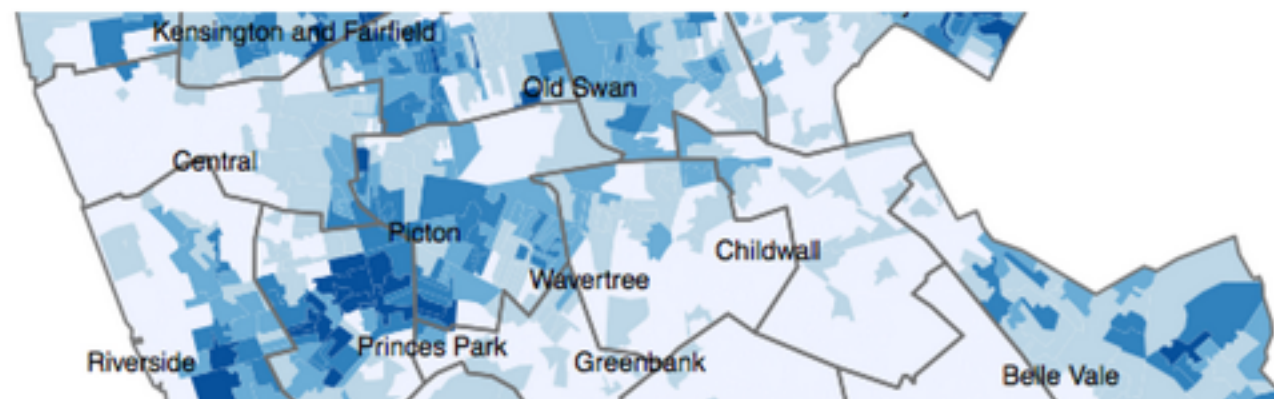 Kensington and Fairfield
Old Swan
Central
Picton
Childwall
Wavertree
Princes Park
Riverside
Greenbank
Belle Vale